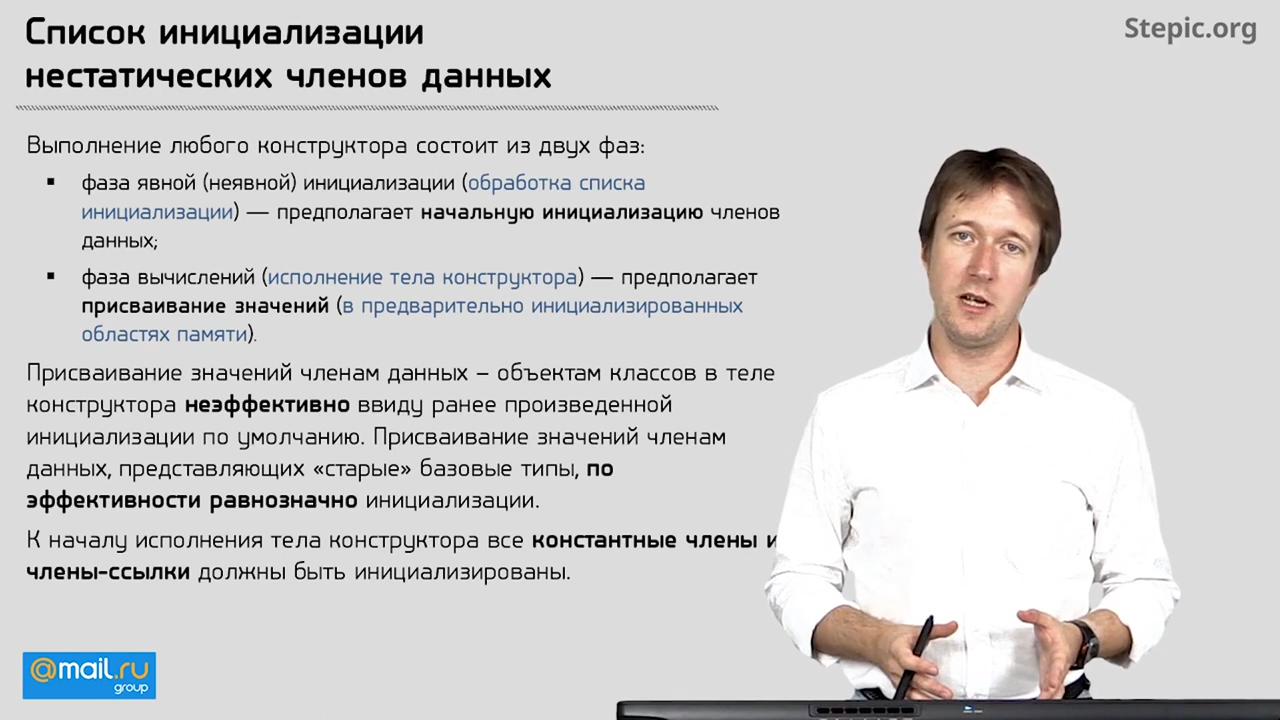 Список инициализации
нестатических членов данных
Stepic.org
Выполнение любого конструктора состоит из двух фаз:
▪ фаза явной (неявной) инициализации (обработка списка
инициализации) — предполагает начальную инициализацию членов
данных;
▪ фаза вычислений (исполнение тела конструктора) — предполагает
присваивание значений (в предварительно инициализированных
областях памяти).
Присваивание значений членам данных – объектам классов в теле
конструктора неэффективно ввиду ранее произведенной
инициализации по умолчанию. Присваивание значений членам
данных, представляющих «старые» базовые типы, по
эффективности равнозначно инициализации.
К началу исполнения тела конструктора все константные члены и
члены-ссылки должны быть инициализированы.
@mail.ru
group